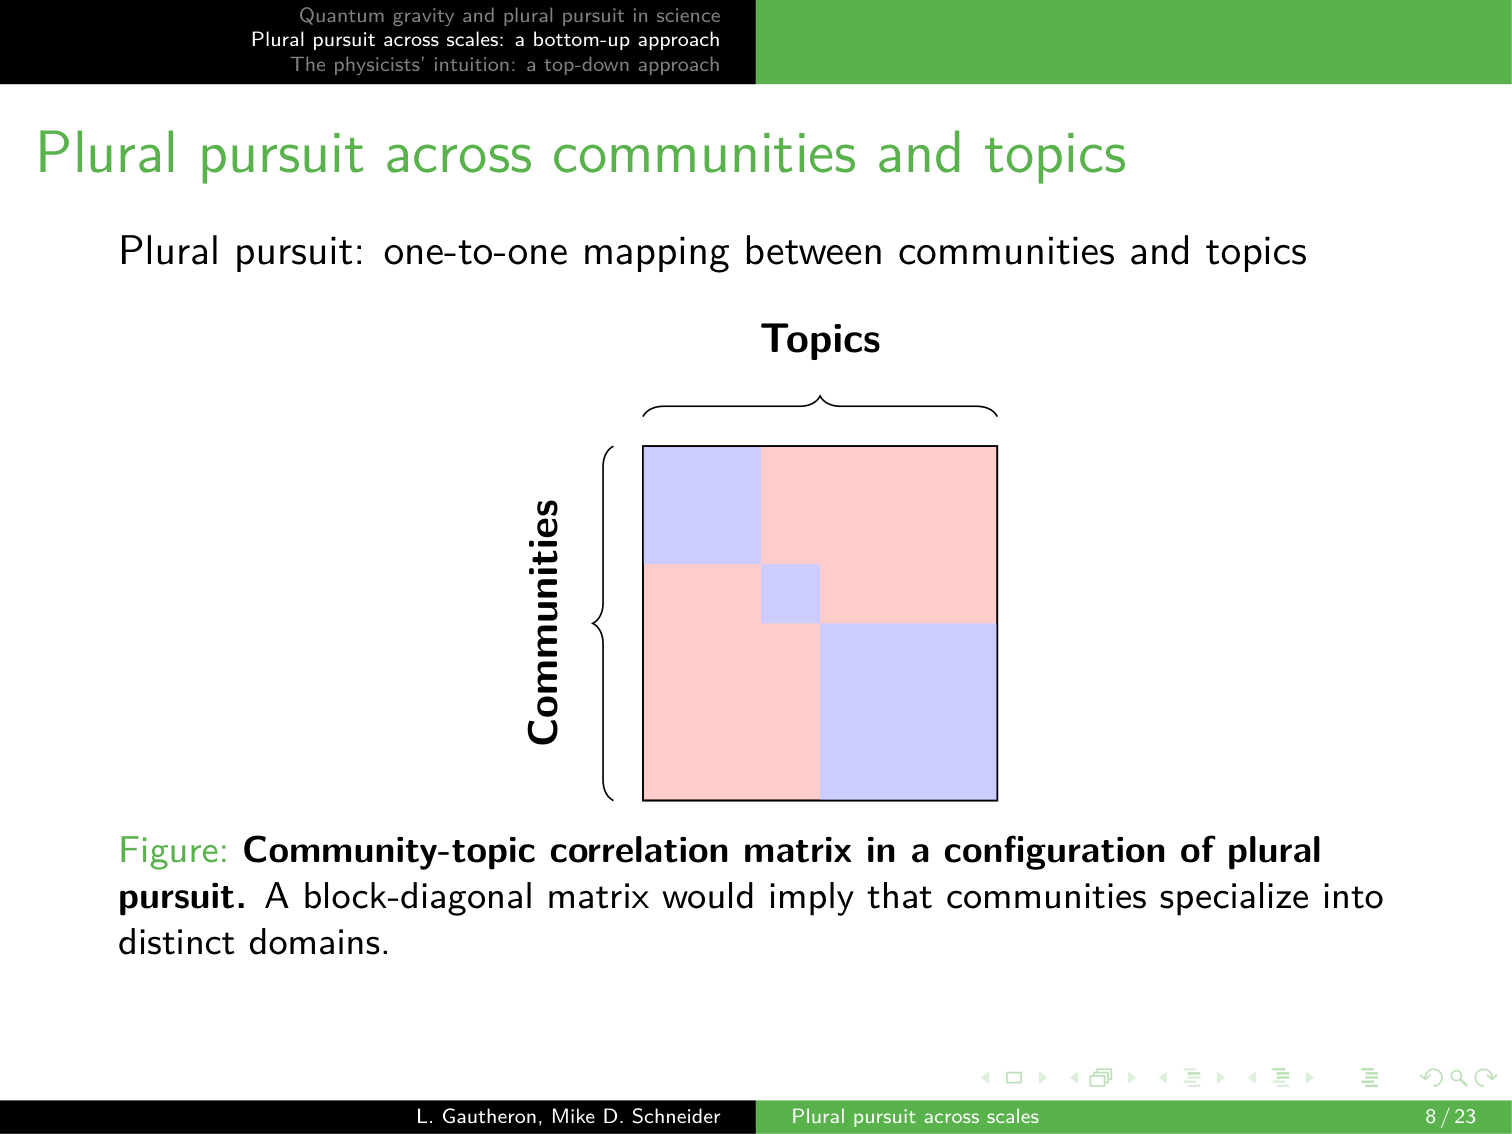 Quantum gravity and plural pursuit in science
Plural pursuit across scales: a bottom-up approach
The physicists' intuition: a top-down approach
Plural pursuit across communities and topics
Plural pursuit: one-to-one mapping between communities and topics
Topics
Communities
Figure: Community-topic correlation matrix in a configuration of plural
pursuit. A block-diagonal matrix would imply that communities specialize into
distinct domains.
L. Gautheron, Mike D. Schneider
Plural pursuit across scales
8 / 23